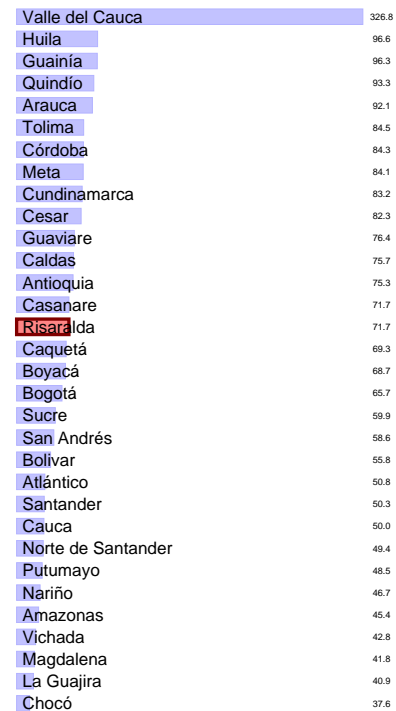 Valle del Cauca 326.8
Huila 96.6
Guainía 96.3
Quindío 93.3
Arauca 92.1
Tolima 84.5
Córdoba 84.3
Meta 84.1
Cundinamarca 83.2
Cesar 82.3
Guaviare 76.4
Caldas 75.7
Antioquia 75.3
Casanare 71.7
Risaralda 71.7
Caquetá 69.3
Boyacá 68.7
Bogotá 65.7
Sucre 59.9
San Andrés 58.6
Bolivar 55.8
Atlántico 50.8
Santander 50.3
Cauca 50.0
Norte de Santander 49.4
Putumayo 48.5
Nariño 46.7
Amazonas 45.4
Vichada 42.8
Magdalena 41.8
La Guajira 40.9
Chocó 37.6